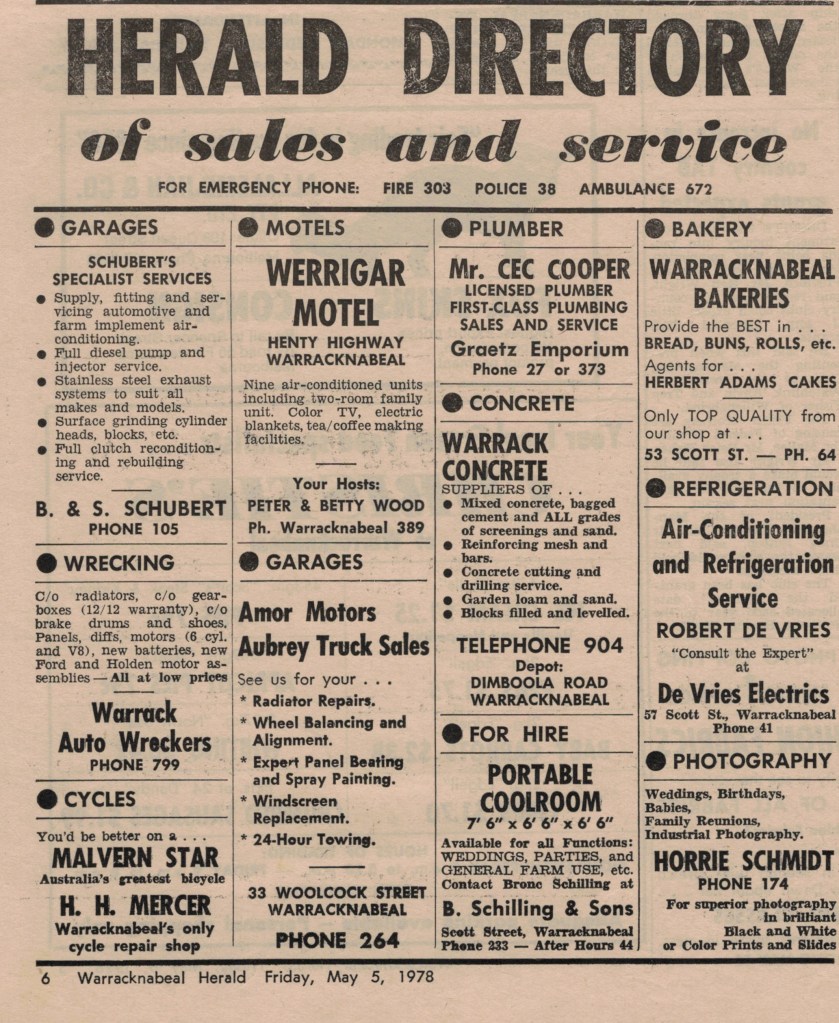 HERALD DIRECTORY
of sales and service
FOR EMERGENCY PHONE: FIRE 303 POLICE 38 AMBULANCE 672
● GARAGES
SCHUBERT'S
SPECIALIST SERVICES
● Supply, fitting and ser-
vicing automotive and
farm implement air-
conditioning.
● Full diesel pump and
injector service.
● Stainless steel exhaust
systems to suit all
makes and models.
● Surface grinding cylinder
heads, blocks, etc.
● Full clutch recondition-
ing and rebuilding
service.
B. & S. SCHUBERT
PHONE 105
● WRECKING
C/o radiators, c/o gear-
boxes (12/12 warranty), c/o
brake drums and shoes.
Panels, diffs, motors (6 cyl.
and V8), new batteries, new
Ford and Holden motor as-
semblies — All at low prices
Warrack
Auto Wreckers
PHONE 799
● CYCLES
You'd be better on a . . .
MALVERN STAR
Australia's greatest bicycle
H. H. MERCER
Warracknabeal's only
cycle repair shop
● MOTELS
WERRIGAR
MOTEL
HENTY HIGHWAY
WARRACKNABEAL
Nine air-conditioned units
including two-room family
unit. Color TV, electric
blankets, tea/coffee making
facilities.
Your Hosts:
PETER & BETTY WOOD
Ph. Warracknabeal 389
● GARAGES
Amor Motors
Aubrey Truck Sales
See us for your . . .
* Radiator Repairs.
* Wheel Balancing and
Alignment.
* Expert Panel Beating
and Spray Painting.
* Windscreen
Replacement.
* 24-Hour Towing.
33 WOOLCOCK STREET
WARRACKNABEAL
PHONE 264
● PLUMBER
Mr. CEC COOPER
LICENSED PLUMBER
FIRST-CLASS PLUMBING
SALES AND SERVICE
Graetz Emporium
Phone 27 or 373
● CONCRETE
WARRACK
CONCRETE
SUPPLIERS OF . . .
● Mixed concrete, bagged
cement and ALL grades
of screenings and sand.
● Reinforcing mesh and
bars.
● Concrete cutting and
drilling service.
● Garden loam and sand.
● Blocks filled and levelled.
TELEPHONE 904
Depot:
DIMBOOLA ROAD
WARRACKNABEAL
● FOR HIRE
PORTABLE
COOLROOM
7' 6" x 6' 6" x 6' 6"
Available for all Functions:
WEDDINGS, PARTIES, and
GENERAL FARM USE, etc.
Contact Bronc Schilling at
B. Schilling & Sons
Scott Street, Warracknabeal
Phone 233 — After Hours 44
● BAKERY
WARRACKNABEAL
BAKERIES
Provide the BEST in . . .
BREAD, BUNS, ROLLS, etc.
Agents for . . .
HERBERT ADAMS CAKES
Only TOP QUALITY from
our shop at . . .
53 SCOTT ST. — PH. 64
● REFRIGERATION
Air-Conditioning
and Refrigeration
Service
ROBERT DE VRIES
"Consult the Expert"
at
De Vries Electrics
57 Scott St., Warracknabeal
Phone 41
● PHOTOGRAPHY
Weddings, Birthdays,
Babies,
Family Reunions,
Industrial Photography.
HORRIE SCHMIDT
PHONE 174
For superior photography
in brilliant
Black and White
or Color Prints and Slides
6 Warracknabeal Herald Friday, May 5, 1978